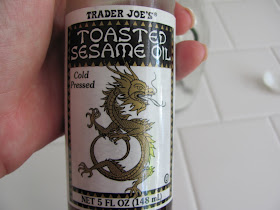 TRADER JOE'S®
TOASTED
SESAME OIL
Cold
Pressed
NET 5 FL OZ (148 mL)